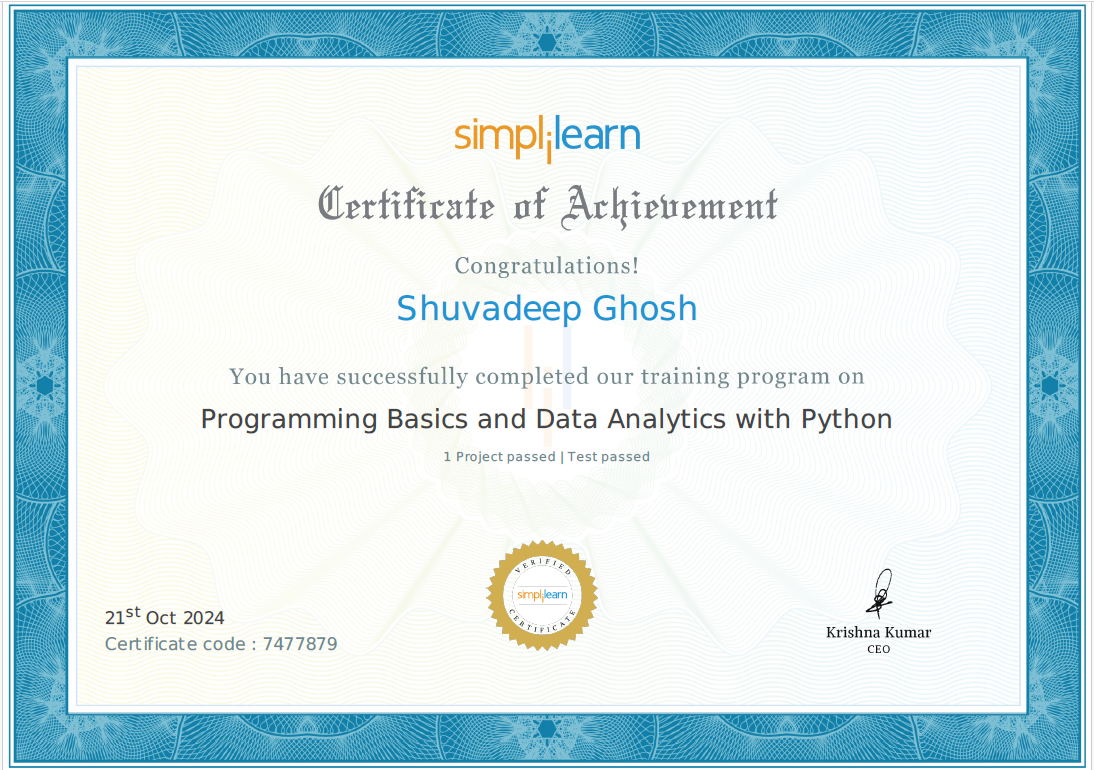 simplilearn
Certificate of Achievement
Congratulations!
Shuvadeep Ghosh
You have successfully completed our training program on
Programming Basics and Data Analytics with Python
1 Project passed | Test passed
VERIFIED
simplilearn
CERTIFICATE
21st Oct 2024
Certificate code : 7477879
Krishna Kumar
CEO